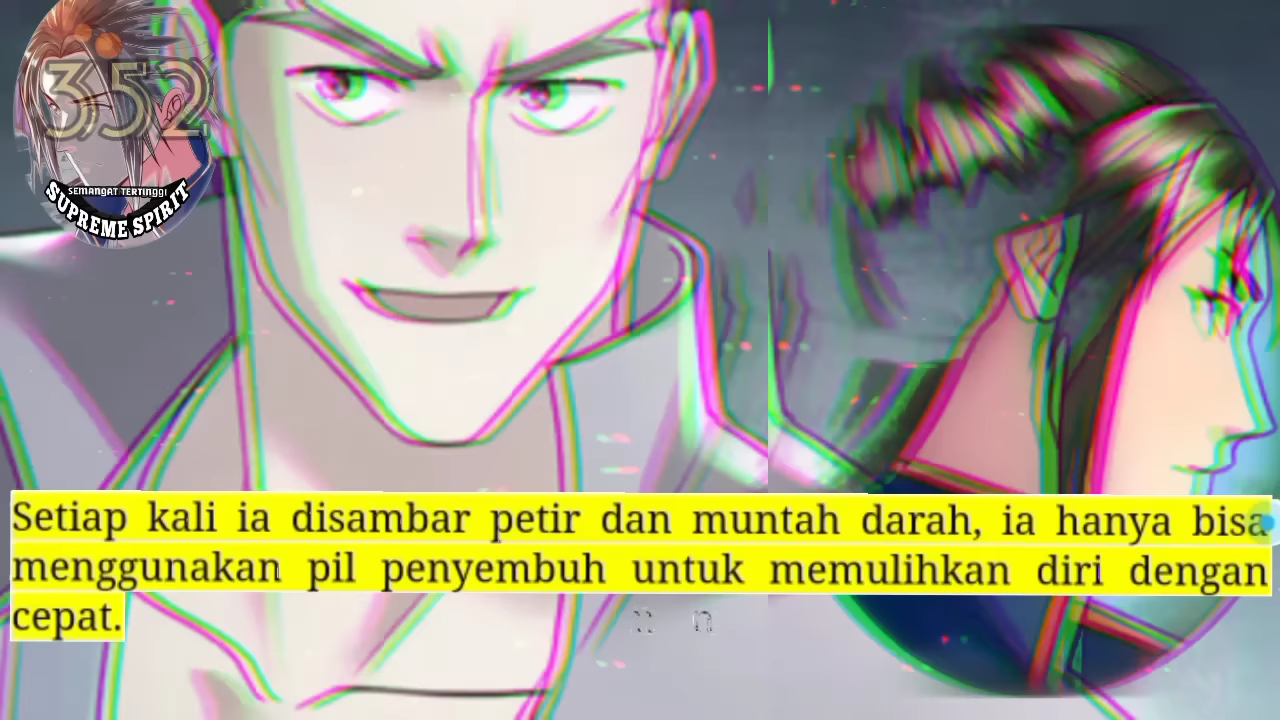 352
SEMANGAT TERTINGGI
SUPREME SPIRIT
Setiap kali ia disambar petir dan muntah darah, ia hanya bisa
menggunakan pil penyembuh untuk memulihkan diri dengan
cepat.